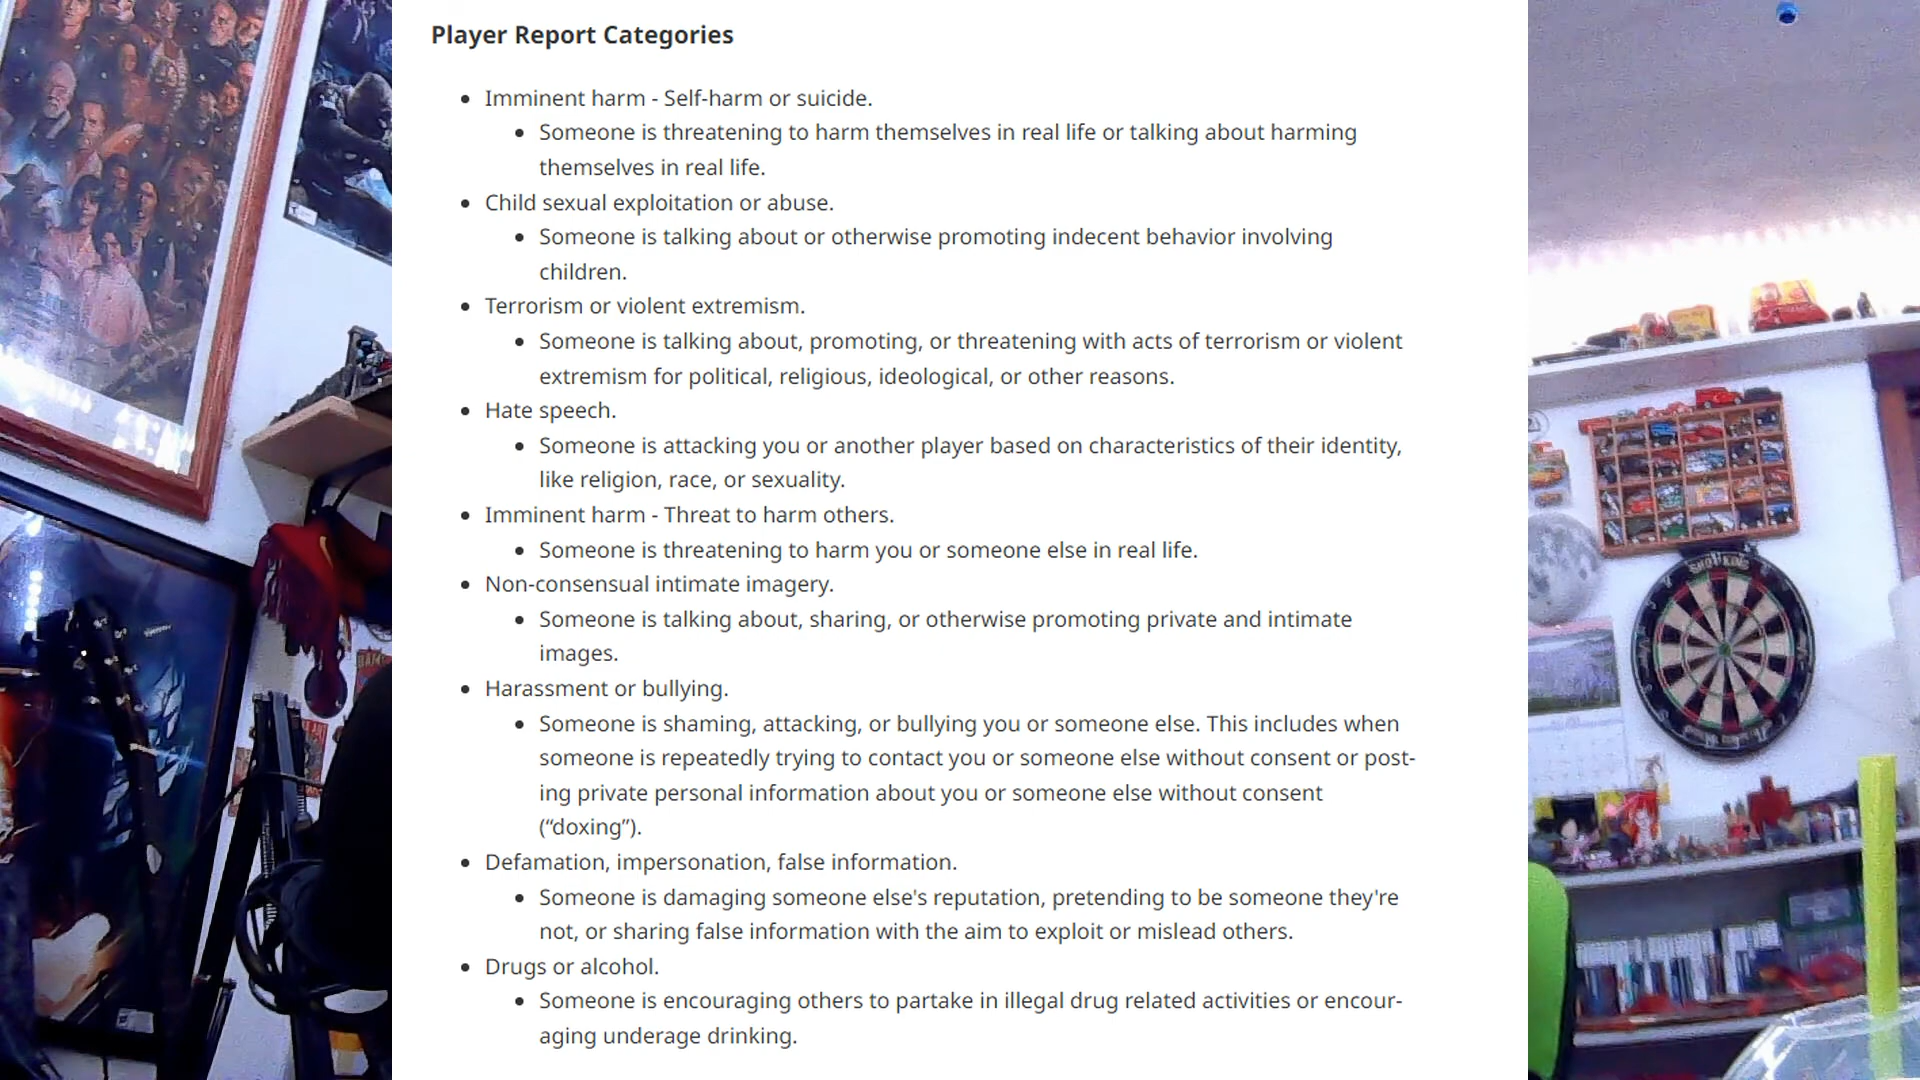 Player Report Categories
Imminent harm - Self-harm or suicide.
Someone is threatening to harm themselves in real life or talking about harming
themselves in real life.
Child sexual exploitation or abuse.
Someone is talking about or otherwise promoting indecent behavior involving
children.
Terrorism or violent extremism.
Someone is talking about, promoting, or threatening with acts of terrorism or violent
extremism for political, religious, ideological, or other reasons.
Hate speech.
Someone is attacking you or another player based on characteristics of their identity,
like religion, race, or sexuality.
Imminent harm - Threat to harm others.
Someone is threatening to harm you or someone else in real life.
Non-consensual intimate imagery.
Someone is talking about, sharing, or otherwise promoting private and intimate
images.
Harassment or bullying.
Someone is shaming, attacking, or bullying you or someone else. This includes when
someone is repeatedly trying to contact you or someone else without consent or post-
ing private personal information about you or someone else without consent
(“doxing”).
Defamation, impersonation, false information.
Someone is damaging someone else's reputation, pretending to be someone they're
not, or sharing false information with the aim to exploit or mislead others.
Drugs or alcohol.
Someone is encouraging others to partake in illegal drug related activities or encour-
aging underage drinking.